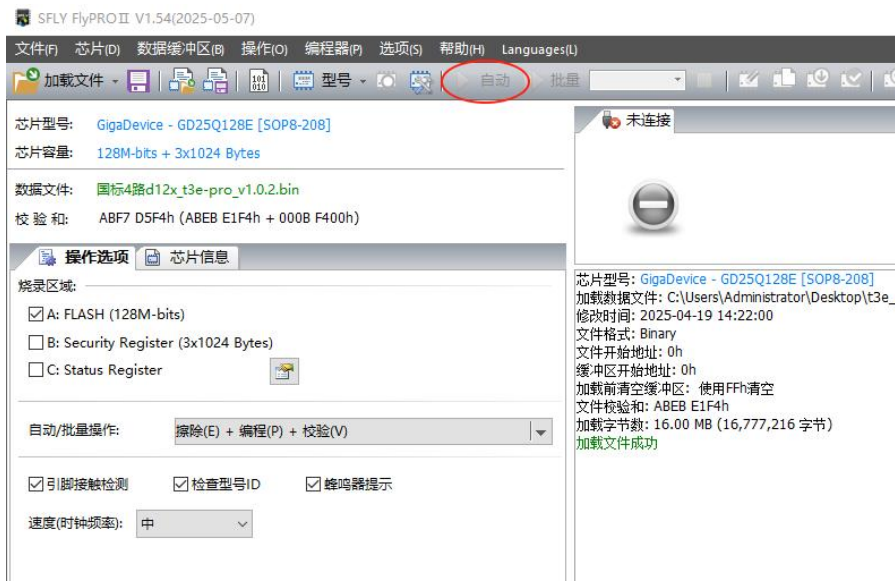 SFLY FlyPRO II V1.54(2025-05-07)
文件(F) 芯片(D) 数据缓冲区(B) 操作(O) 编程器(P) 选项(S) 帮助(H) Languages(L)
加载文件 101 010 型号 自动 批量
芯片型号: GigaDevice - GD25Q128E [SOP8-208]
芯片容量: 128M-bits + 3x1024 Bytes
数据文件: 国标4路d12x_t3e-pro_v1.0.2.bin
校 验 和: ABF7 D5F4h (ABEB E1F4h + 000B F400h)
操作选项 芯片信息
烧录区域:
A: FLASH (128M-bits)
B: Security Register (3x1024 Bytes)
C: Status Register
自动/批量操作: 擦除(E) + 编程(P) + 校验(V)
引脚接触检测 检查型号ID 蜂鸣器提示
速度(时钟频率): 中
未连接
芯片型号: GigaDevice - GD25Q128E [SOP8-208]
加载数据文件: C:\Users\Administrator\Desktop\t3e_
修改时间: 2025-04-19 14:22:00
文件格式: Binary
文件开始地址: 0h
缓冲区开始地址: 0h
加载前清空缓冲区: 使用FFh清空
文件校验和: ABEB E1F4h
加载字节数: 16.00 MB (16,777,216 字节)
加载文件成功